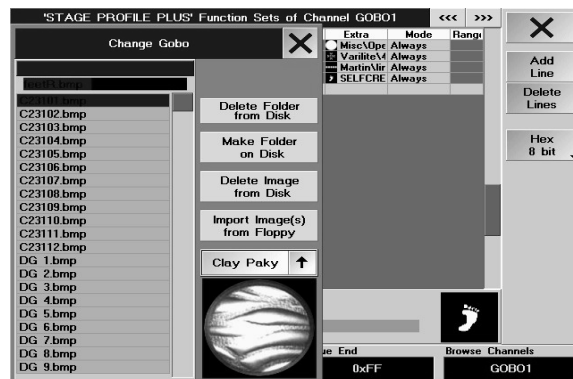 'STAGE PROFILE PLUS' Function Sets of Channel GOBO1
<<<
>>>
Change Gobo
Extra Mode Rang
Misc\Ope Always
Varilite\4 Always
Martin\lir Always
SELFCRE Always
Add
Line
Delete
Lines
Hex
8 bit
C23101.bmp
C23102.bmp
C23103.bmp
C23104.bmp
C23105.bmp
C23106.bmp
C23107.bmp
C23108.bmp
C23109.bmp
C23110.bmp
C23111.bmp
C23112.bmp
DG 1.bmp
DG 2.bmp
DG 3.bmp
DG 4.bmp
DG 5.bmp
DG 6.bmp
DG 7.bmp
DG 8.bmp
DG 9.bmp
Delete Folder
from Disk
Make Folder
on Disk
Delete Image
from Disk
Import Image(s)
from Floppy
Clay Paky
ue End
0xFF
Browse Channels
GOBO1